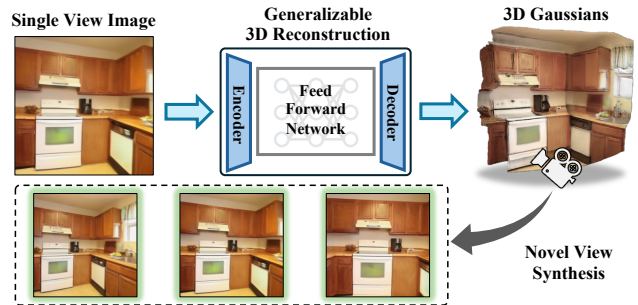 Single View Image
Generalizable
3D Reconstruction
3D Gaussians
Encoder
Feed
Forward
Network
Decoder
Novel View
Synthesis